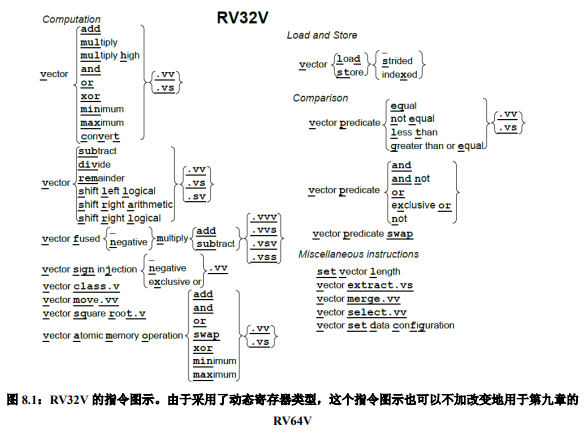 RV32V
Computation
vector
add
multiply
multiply high
and
or
xor
minimum
maximum
convert
.vv
.vs
vector
subtract
divide
remainder
shift left logical
shift right arithmetic
shift right logical
.vv
.vs
.sv
vector fused
–
negative
multiply
add
subtract
.vvv
.vvs
.vsv
.vss
vector sign injection
–
negative
exclusive or
.vv
vector class.v
vector move.vv
vector square root.v
vector atomic memory operation
add
and
or
swap
xor
minimum
maximum
.vv
.vs
Load and Store
vector
load
store
–
strided
indexed
Comparison
vector predicate
equal
not equal
less than
greater than or equal
.vv
.vs
vector predicate
and
and not
or
exclusive or
not
vector predicate swap
Miscellaneous instructions
set vector length
vector extract.vs
vector merge.vv
vector select.vv
vector set data configuration
图 8.1：RV32V 的指令图示。由于采用了动态寄存器类型，这个指令图示也可以不加改变地用于第九章的
RV64V